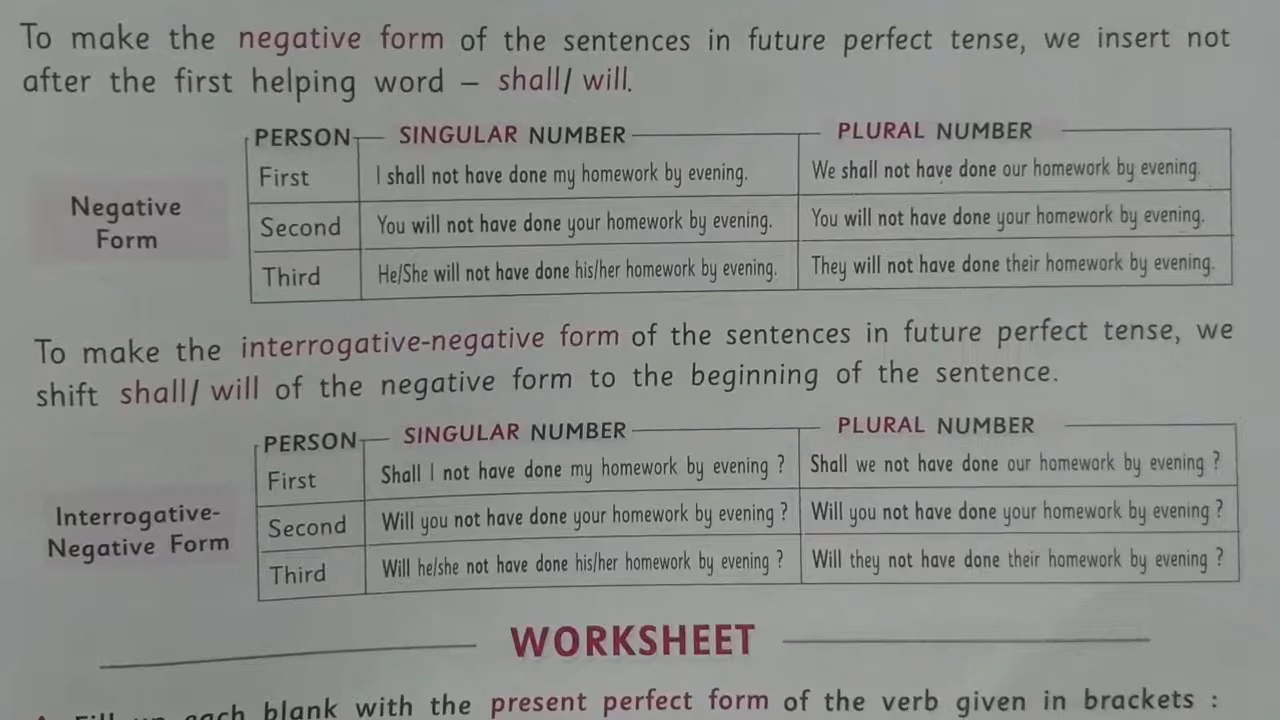 To make the negative form of the sentences in future perfect tense, we insert not
after the first helping word – shall/ will.
PERSON SINGULAR NUMBER PLURAL NUMBER
Negative Form
First I shall not have done my homework by evening. We shall not have done our homework by evening.
Second You will not have done your homework by evening. You will not have done your homework by evening.
Third He/She will not have done his/her homework by evening. They will not have done their homework by evening.
To make the interrogative-negative form of the sentences in future perfect tense, we
shift shall/ will of the negative form to the beginning of the sentence.
PERSON SINGULAR NUMBER PLURAL NUMBER
Interrogative-
Negative Form
First Shall I not have done my homework by evening ? Shall we not have done our homework by evening ?
Second Will you not have done your homework by evening ? Will you not have done your homework by evening ?
Third Will he/she not have done his/her homework by evening ? Will they not have done their homework by evening ?
WORKSHEET
Fill up each blank with the present perfect form of the verb given in brackets :